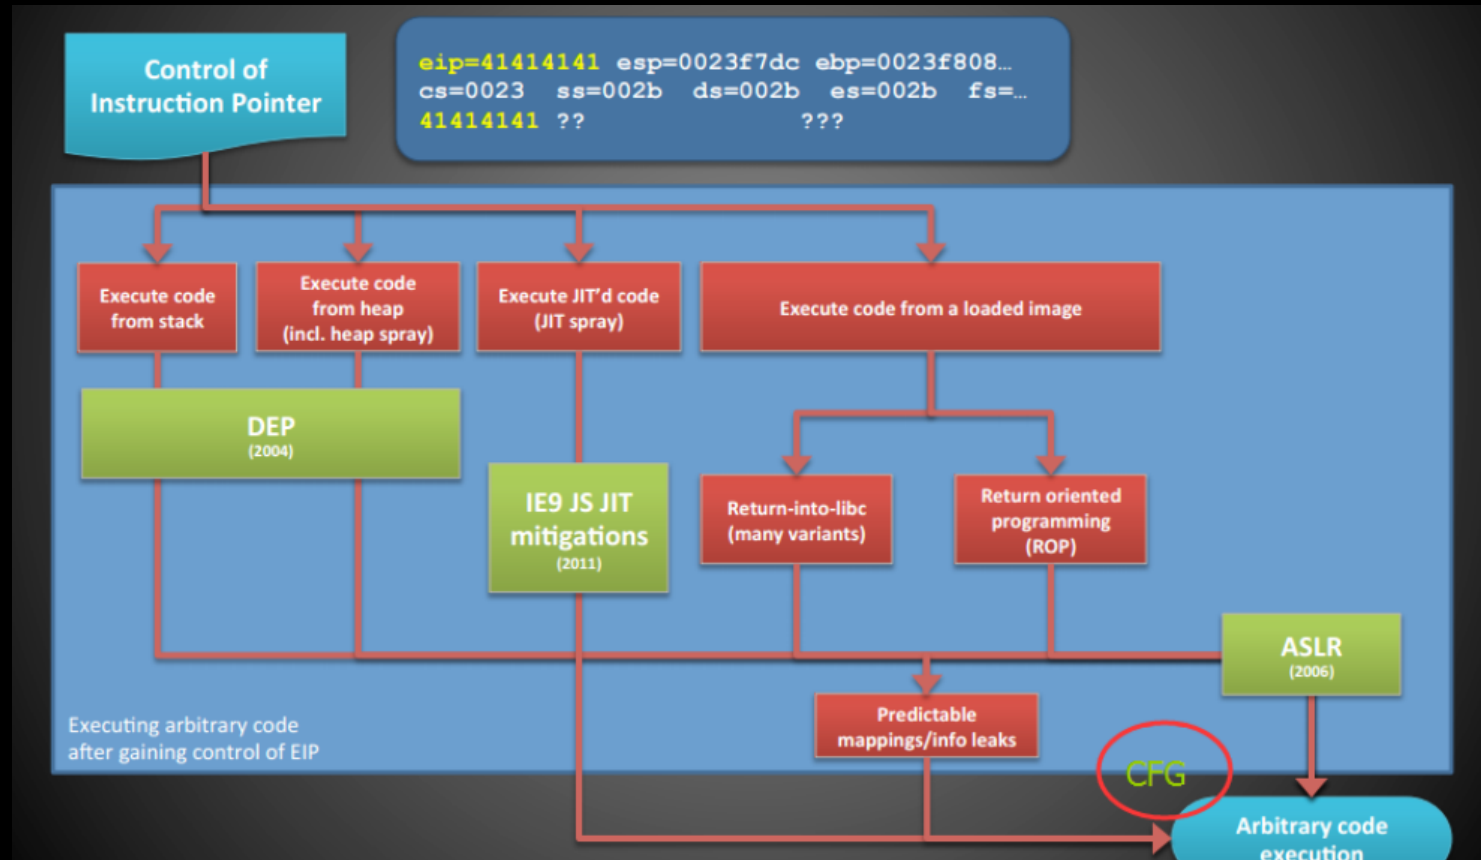 Control of
Instruction Pointer
eip=41414141 esp=0023f7dc ebp=0023f808…
cs=0023 ss=002b ds=002b es=002b fs=…
41414141 ?? ???
Execute code
from stack
Execute code
from heap
(incl. heap spray)
Execute JIT’d code
(JIT spray)
Execute code from a loaded image
DEP
(2004)
IE9 JS JIT
mitigations
(2011)
Return-into-libc
(many variants)
Return oriented
programming
(ROP)
ASLR
(2006)
Predictable
mappings/info leaks
Executing arbitrary code
after gaining control of EIP
CFG
Arbitrary code
execution